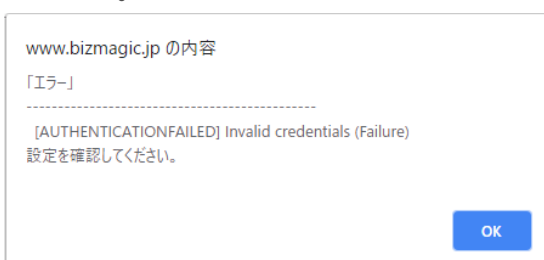 www.bizmagic.jp の内容
「エラー」
----------------------------------------------
[AUTHENTICATIONFAILED] Invalid credentials (Failure)
設定を確認してください。
OK